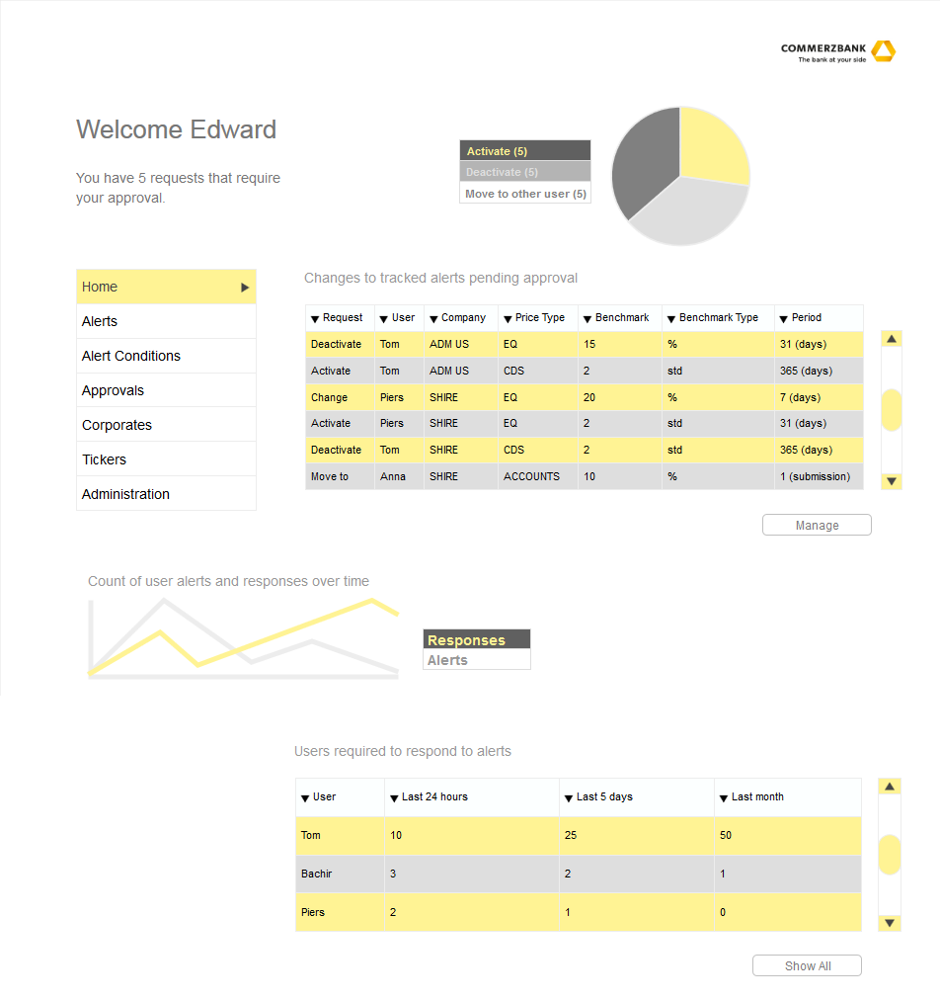 COMMERZBANK
The bank at your side
Welcome Edward
You have 5 requests that require
your approval.
Activate (5)
Deactivate (5)
Move to other user (5)
Home
Alerts
Alert Conditions
Approvals
Corporates
Tickers
Administration
Changes to tracked alerts pending approval
Request User Company Price Type Benchmark Benchmark Type Period
Deactivate Tom ADM US EQ 15 % 31 (days)
Activate Tom ADM US CDS 2 std 365 (days)
Change Piers SHIRE EQ 20 % 7 (days)
Activate Piers SHIRE EQ 2 std 31 (days)
Deactivate Tom SHIRE CDS 2 std 365 (days)
Move to Anna SHIRE ACCOUNTS 10 % 1 (submission)
Manage
Count of user alerts and responses over time
Responses
Alerts
Users required to respond to alerts
User Last 24 hours Last 5 days Last month
Tom 10 25 50
Bachir 3 2 1
Piers 2 1 0
Show All